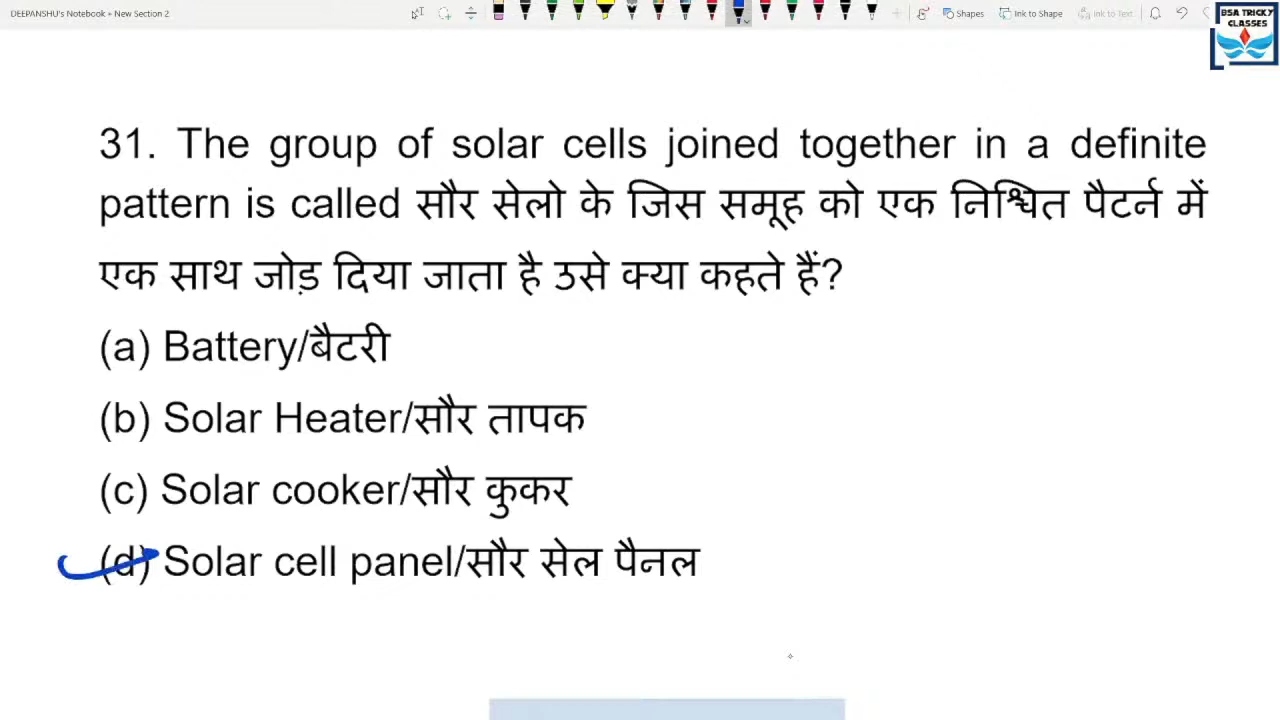 DEEPANSHU's Notebook » New Section 2
Shapes Ink to Shape Ink to Text
BSA TRICKY
CLASSES
31. The group of solar cells joined together in a definite
pattern is called सौर सेलो के जिस समूह को एक निश्चित पैटर्न में
एक साथ जोड़ दिया जाता है उसे क्या कहते हैं?
(a) Battery/बैटरी
(b) Solar Heater/सौर तापक
(c) Solar cooker/सौर कुकर
(d) Solar cell panel/सौर सेल पैनल